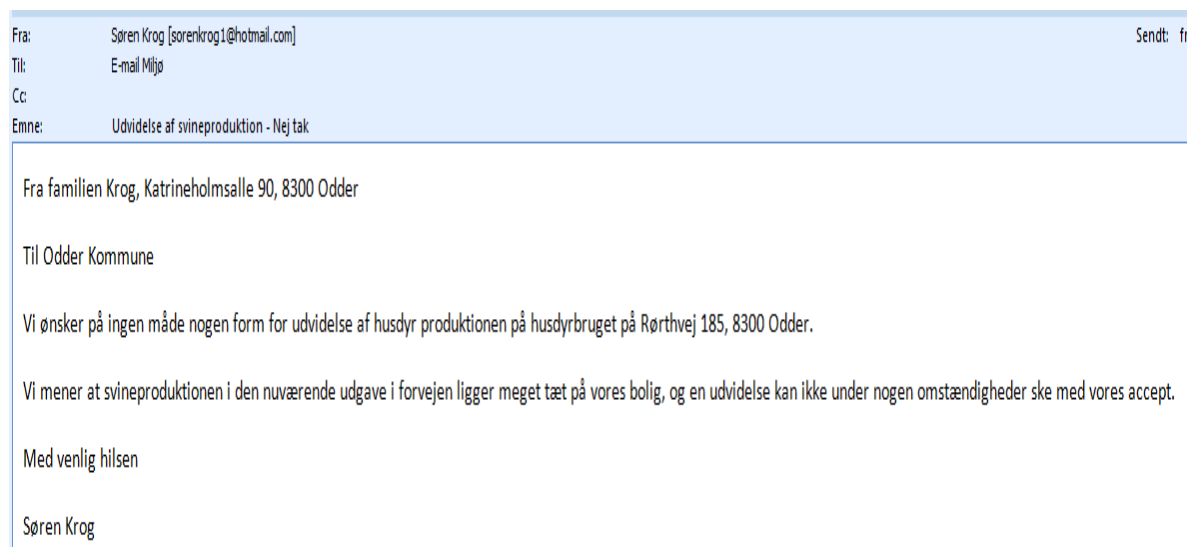 Fra: Søren Krog [sorenkrog1@hotmail.com] Sendt: fr
Til: E-mail Miljø
Cc:
Emne: Udvidelse af svineproduktion - Nej tak
Fra familien Krog, Katrineholmsalle 90, 8300 Odder
Til Odder Kommune
Vi ønsker på ingen måde nogen form for udvidelse af husdyr produktionen på husdyrbruget på Rørthvej 185, 8300 Odder.
Vi mener at svineproduktionen i den nuværende udgave i forvejen ligger meget tæt på vores bolig, og en udvidelse kan ikke under nogen omstændigheder ske med vores accept.
Med venlig hilsen
Søren Krog